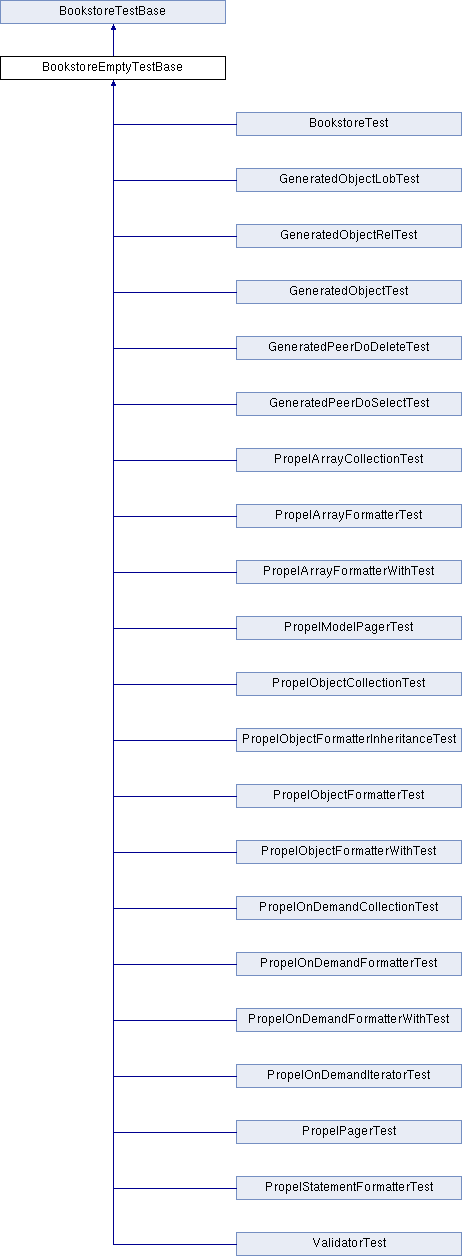 BookstoreTestBase
BookstoreEmptyTestBase
BookstoreTest
GeneratedObjectLobTest
GeneratedObjectRelTest
GeneratedObjectTest
GeneratedPeerDoDeleteTest
GeneratedPeerDoSelectTest
PropelArrayCollectionTest
PropelArrayFormatterTest
PropelArrayFormatterWithTest
PropelModelPagerTest
PropelObjectCollectionTest
PropelObjectFormatterInheritanceTest
PropelObjectFormatterTest
PropelObjectFormatterWithTest
PropelOnDemandCollectionTest
PropelOnDemandFormatterTest
PropelOnDemandFormatterWithTest
PropelOnDemandIteratorTest
PropelPagerTest
PropelStatementFormatterTest
ValidatorTest